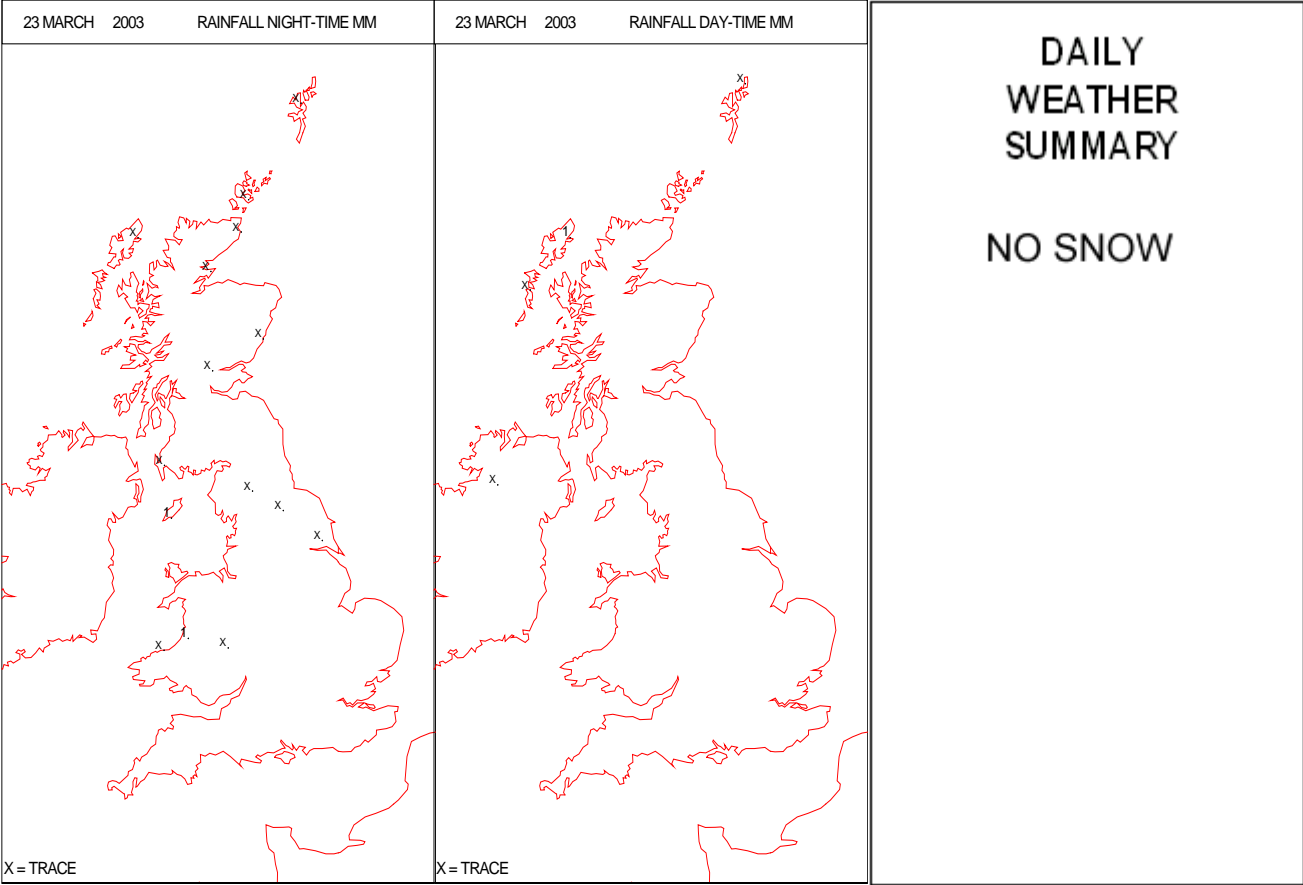 23 MARCH 2003 RAINFALL NIGHT-TIME MM
x.
x.
x.
x.
x.
x.
x.
x.
x.
1.
x.
x.
1.
x.
x.
X = TRACE
23 MARCH 2003 RAINFALL DAY-TIME MM
x.
1
x.
x.
X = TRACE
DAILY
WEATHER
SUMMARY
NO SNOW